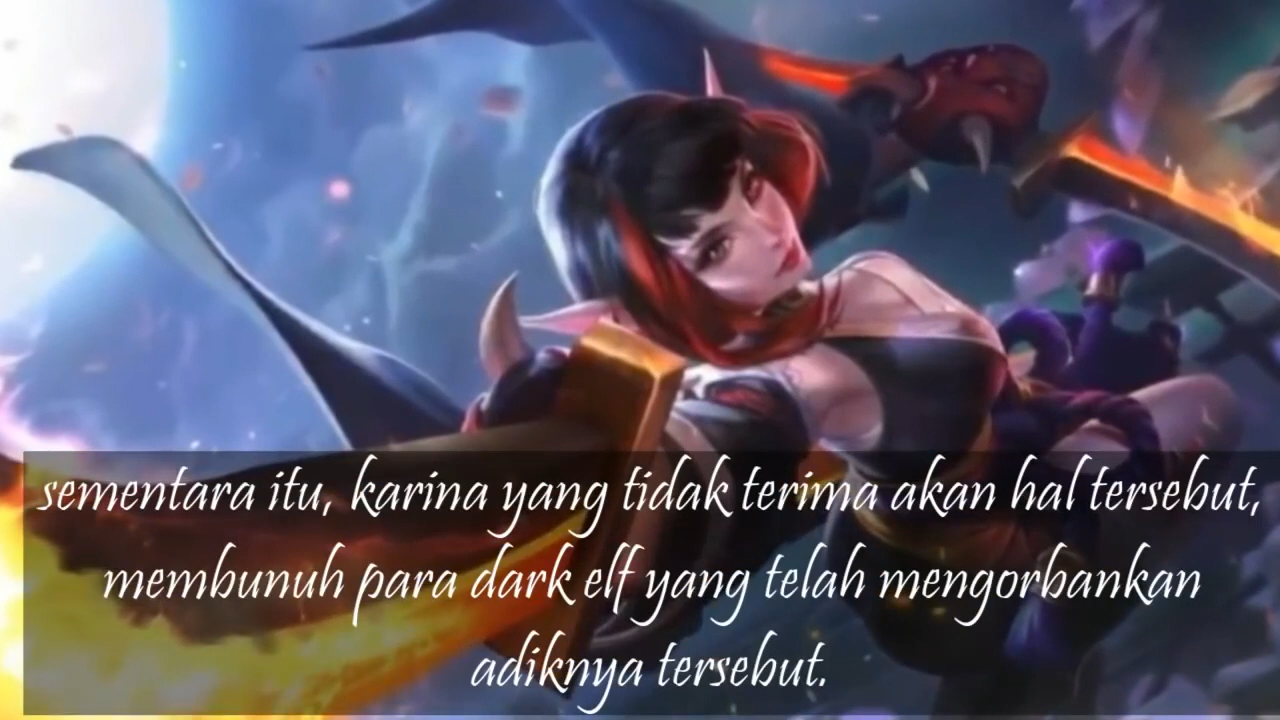 sementara itu, karina yang tidak terima akan hal tersebut,
membunuh para dark elf yang telah mengorbankan
adiknya tersebut.